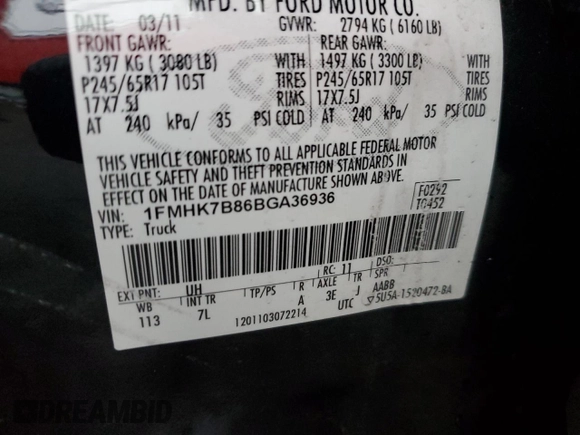 MFD. BY FORD MOTOR CO.
DATE: 03/11 GVWR: 2794 KG (6160 LB)
FRONT GAWR: REAR GAWR:
1397 KG (3080 LB) WITH 1497 KG (3300 LB) WITH
P245/65R17 105T TIRES P245/65R17 105T TIRES
17X7.5J RIMS 17X7.5J RIMS
AT 240 kPa/ 35 PSI COLD AT 240 kPa/ 35 PSI COLD
THIS VEHICLE CONFORMS TO ALL APPLICABLE FEDERAL MOTOR
VEHICLE SAFETY AND THEFT PREVENTION STANDARDS IN
EFFECT ON THE DATE OF MANUFACTURE SHOWN ABOVE.
VIN: 1FMHK7B86BGA36936 F0292
TYPE: Truck T0452
EXT PNT: UH RC: 11 DSO:
WB INT TR TP/PS R AXLE TR SPR
113 7L A 3E J AABB
1201103072214 UTC 5U5A-1520472-BA
DREAMBID